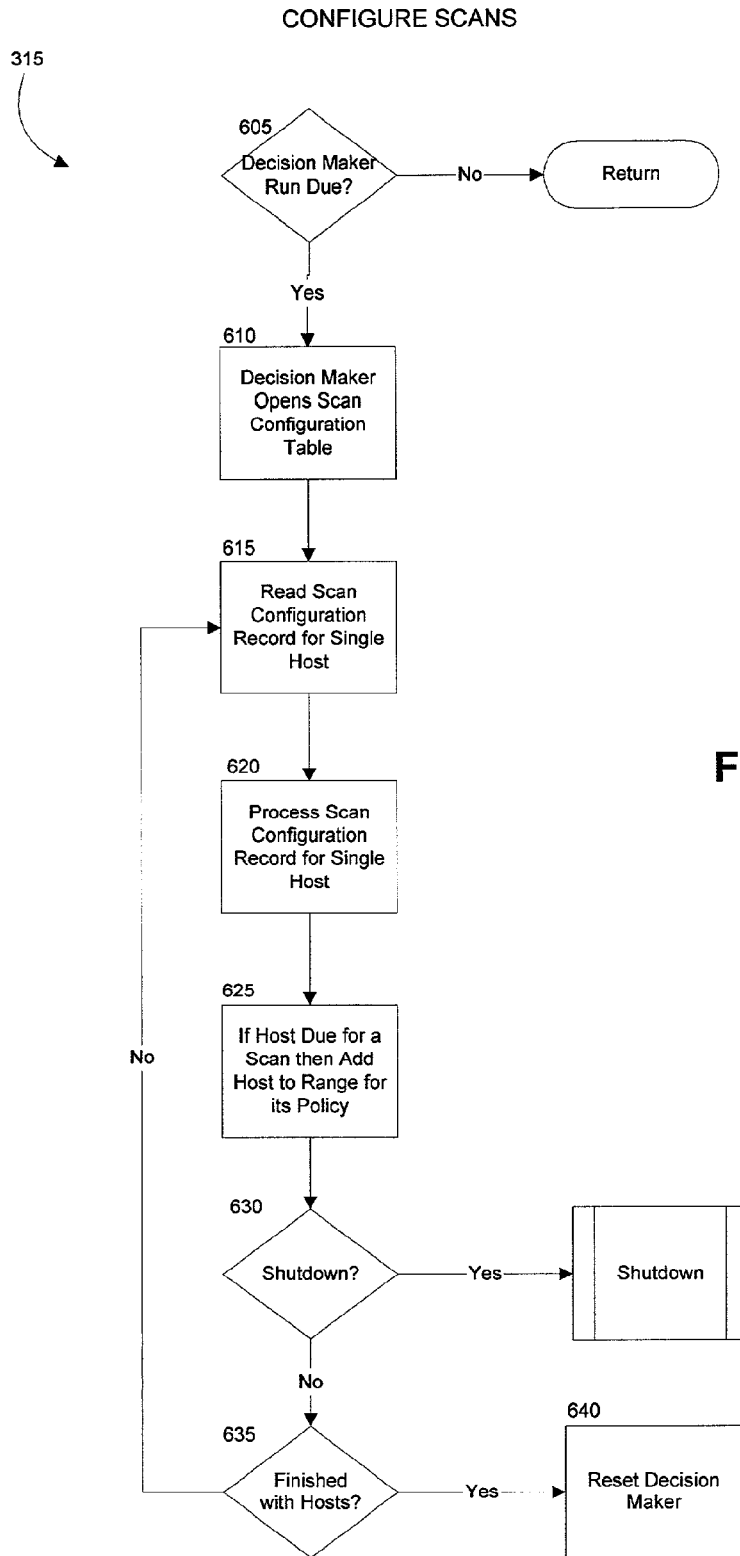 CONFIGURE SCANS
315
605
Decision Maker
Run Due?
No
Return
Yes
610
Decision Maker
Opens Scan
Configuration
Table
615
Read Scan
Configuration
Record for Single
Host
620
F
Process Scan
Configuration
Record for Single
Host
625
If Host Due for a
Scan then Add
Host to Range for
its Policy
No
630
Shutdown?
Yes
Shutdown
No
635
640
Finished
with Hosts?
Yes
Reset Decision
Maker